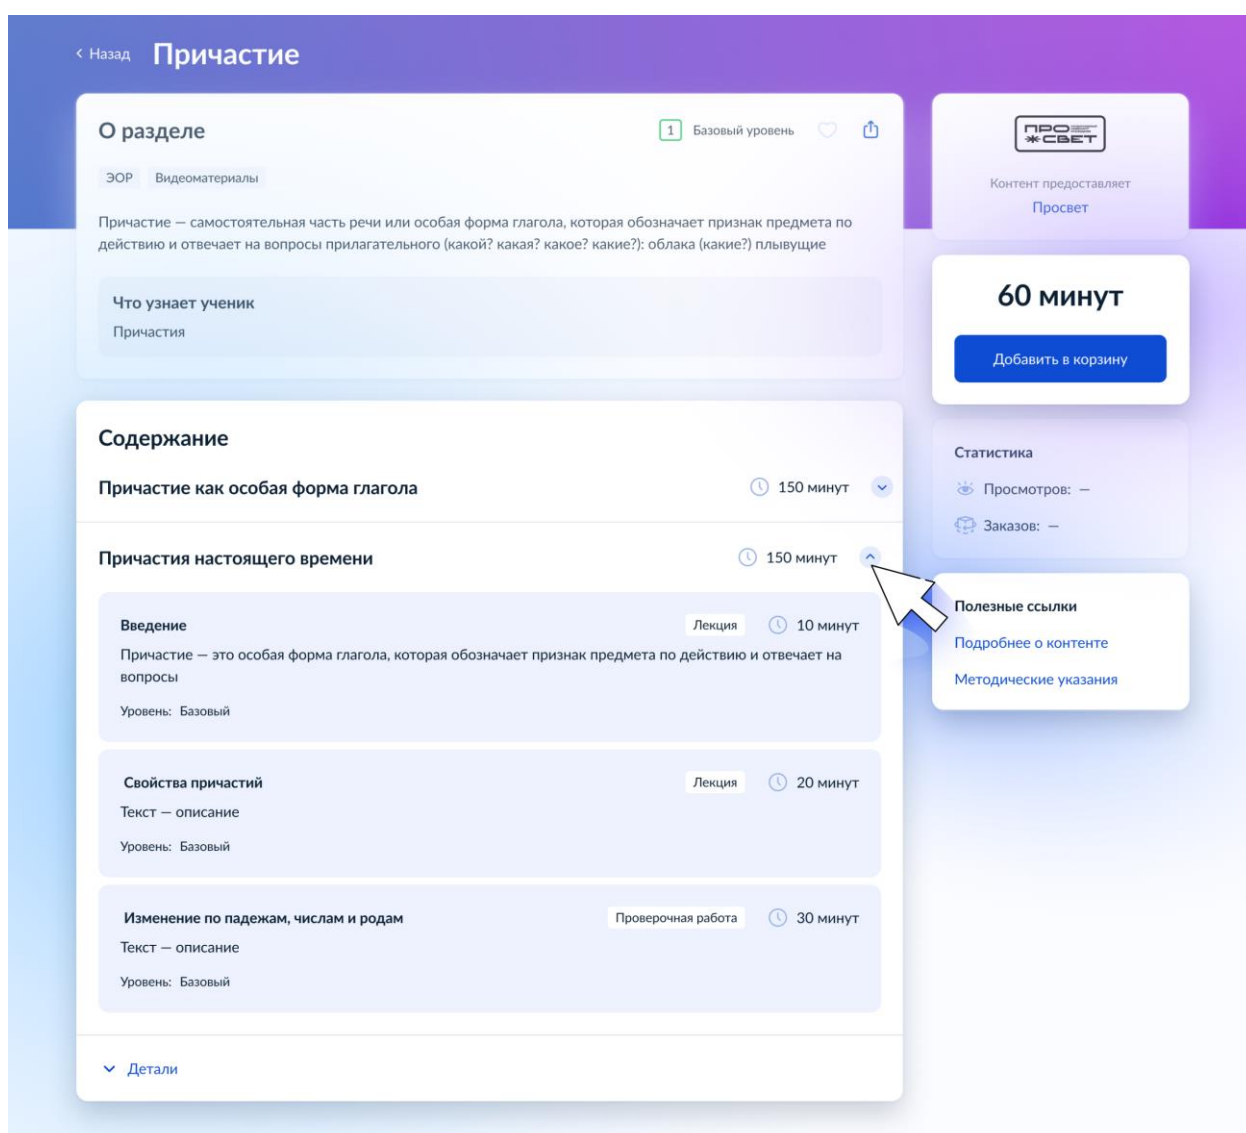 Назад Причастие
О разделе
1 Базовый уровень
ЭОР Видеоматериалы
Причастие — самостоятельная часть речи или особая форма глагола, которая обозначает признак предмета по
действию и отвечает на вопросы прилагательного (какой? какая? какое? какие?): облака (какие?) плывущие
Что узнает ученик
Причастия
ПРО
СВЕТ
Контент предоставляет
Просвет
60 минут
Добавить в корзину
Содержание
Причастие как особая форма глагола 150 минут
Причастия настоящего времени 150 минут
Введение Лекция 10 минут
Причастие — это особая форма глагола, которая обозначает признак предмета по действию и отвечает на
вопросы
Уровень: Базовый
Свойства причастий Лекция 20 минут
Текст — описание
Уровень: Базовый
Изменение по падежам, числам и родам Проверочная работа 30 минут
Текст — описание
Уровень: Базовый
Детали
Статистика
Просмотров: —
Заказов: —
Полезные ссылки
Подробнее о контенте
Методические указания